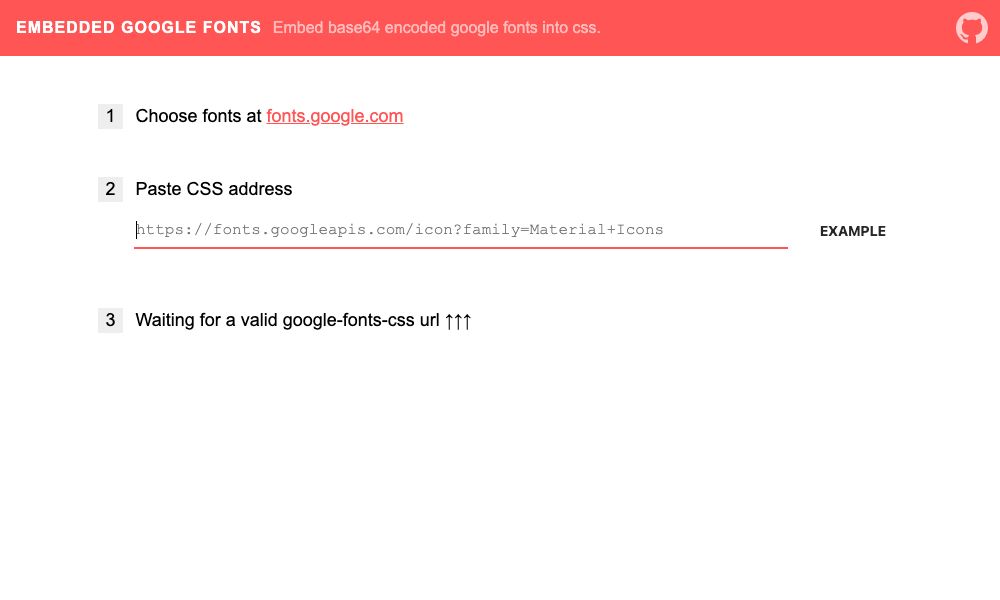 EMBEDDED GOOGLE FONTS Embed base64 encoded google fonts into css.
1 Choose fonts at fonts.google.com
2 Paste CSS address
https://fonts.googleapis.com/icon?family=Material+Icons EXAMPLE
3 Waiting for a valid google-fonts-css url ↑↑↑